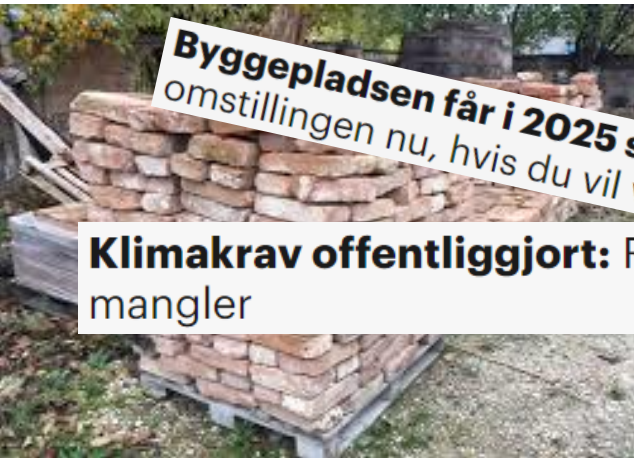 Byggepladsen får i 2025
omstillingen nu, hvis du vil
Klimakrav offentliggjort:
mangler